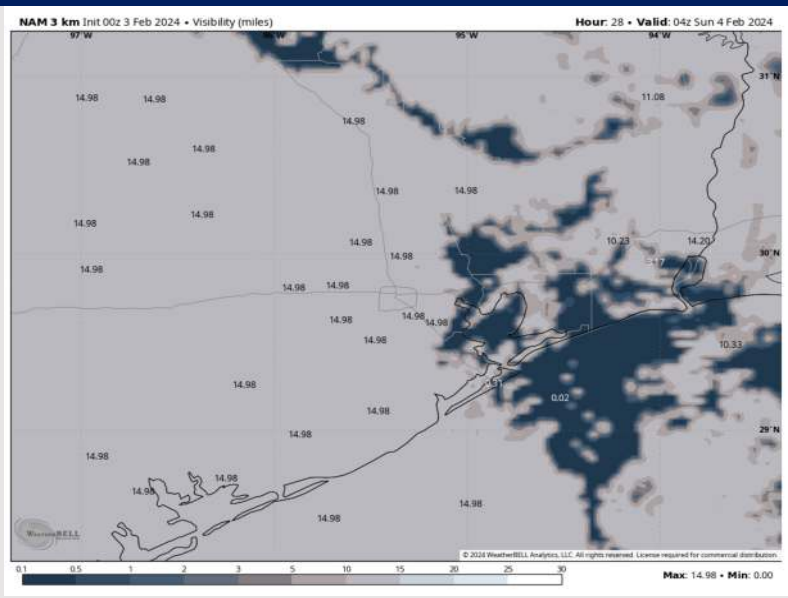 NAM 3 km Init 00z 3 Feb 2024 • Visibility (miles)
Hour: 28 • Valid: 04z Sun 4 Feb 2024
97°W 95°W 94°W
31°N
14.98 14.98 11.08
14.98
14.98
14.98
14.98 14.98
14.98
14.98
14.98 10.23 14.20
30°N
14.98
14.98
14.98 14.98
14.98 14.98
14.98
14.98 10.33
14.98
0.02
14.98
14.98 29°N
14.98
14.98
14.98
14.98
14.98
WeatherBELL
© 2024 WeatherBELL Analytics, LLC. All rights reserved. License required for commercial distribution.
0.1 0.5 1 2 3 5 10 15 20 25 30
Max: 14.98 • Min: 0.00